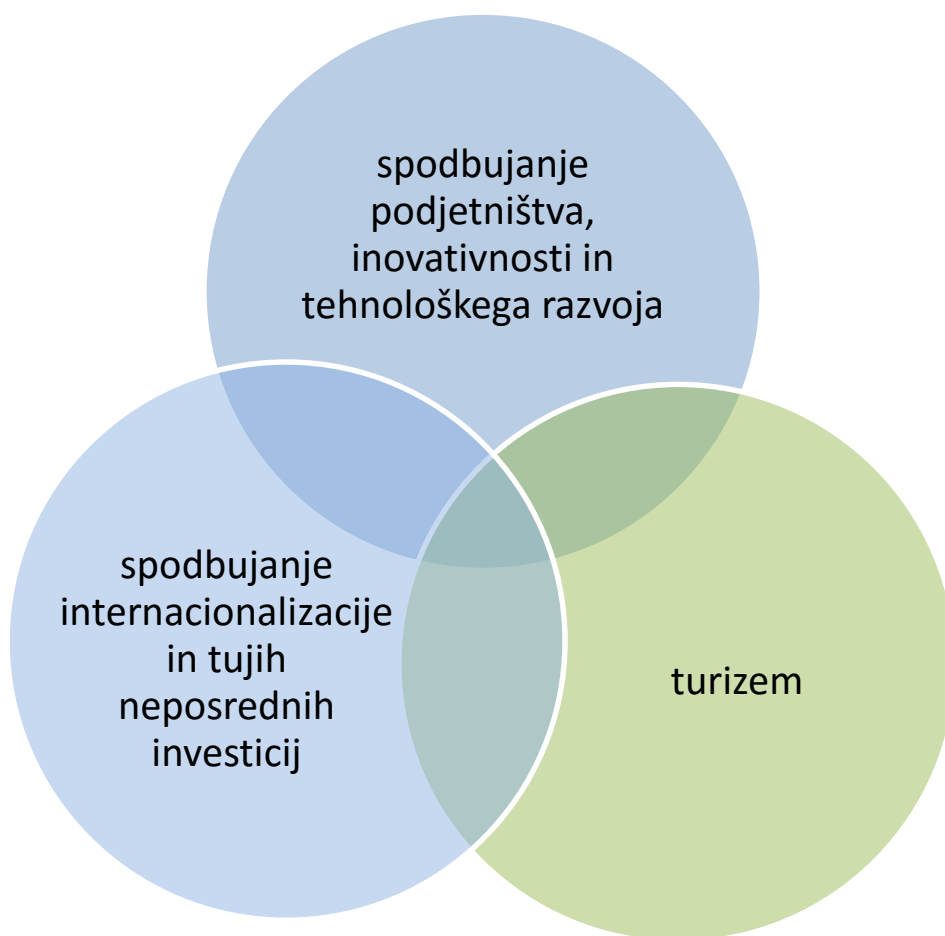 spodbujanje
podjetništva,
inovativnosti in
tehnološkega razvoja
spodbujanje
internacionalizacije
in tujih
neposrednih
investicij
turizem